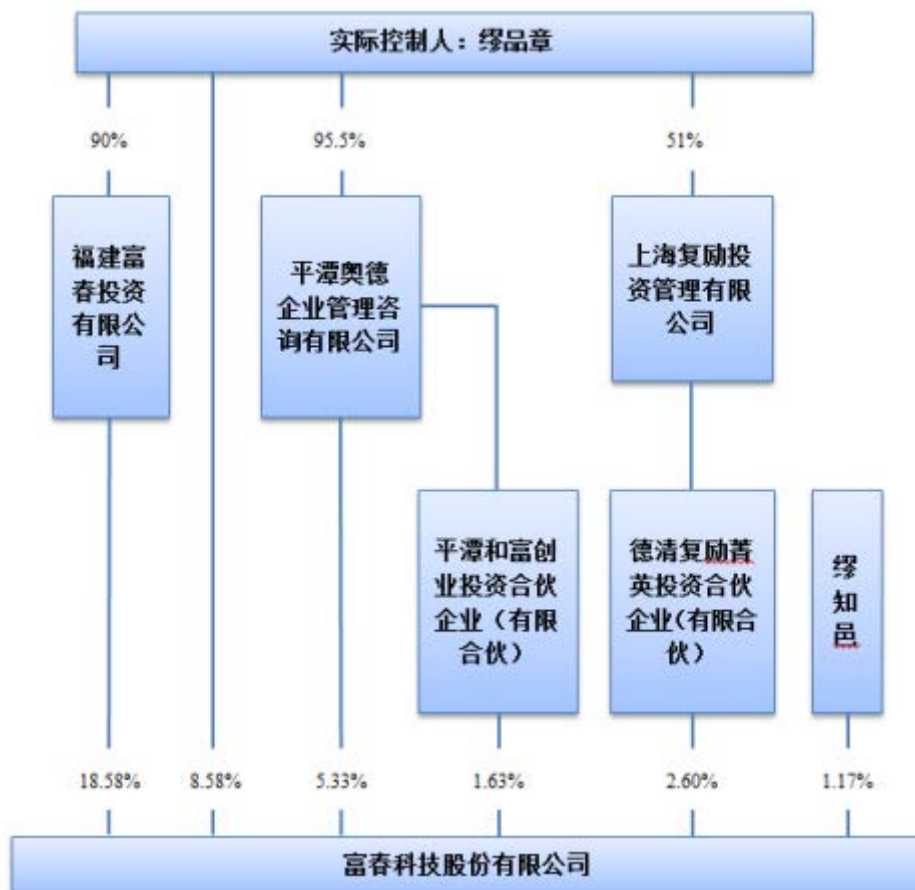 实际控制人：缪品章
90%
95.5%
51%
福建富
春投资
有限公
司
平潭奥德
企业管理咨
询有限公司
上海复励投
资管理有限
公司
平潭和富创
业投资合伙
企业（有限
合伙）
德清复励菁
英投资合伙
企业(有限合
伙）
缪
知
邑
18.58%
8.58%
5.33%
1.63%
2.60%
1.17%
富春科技股份有限公司